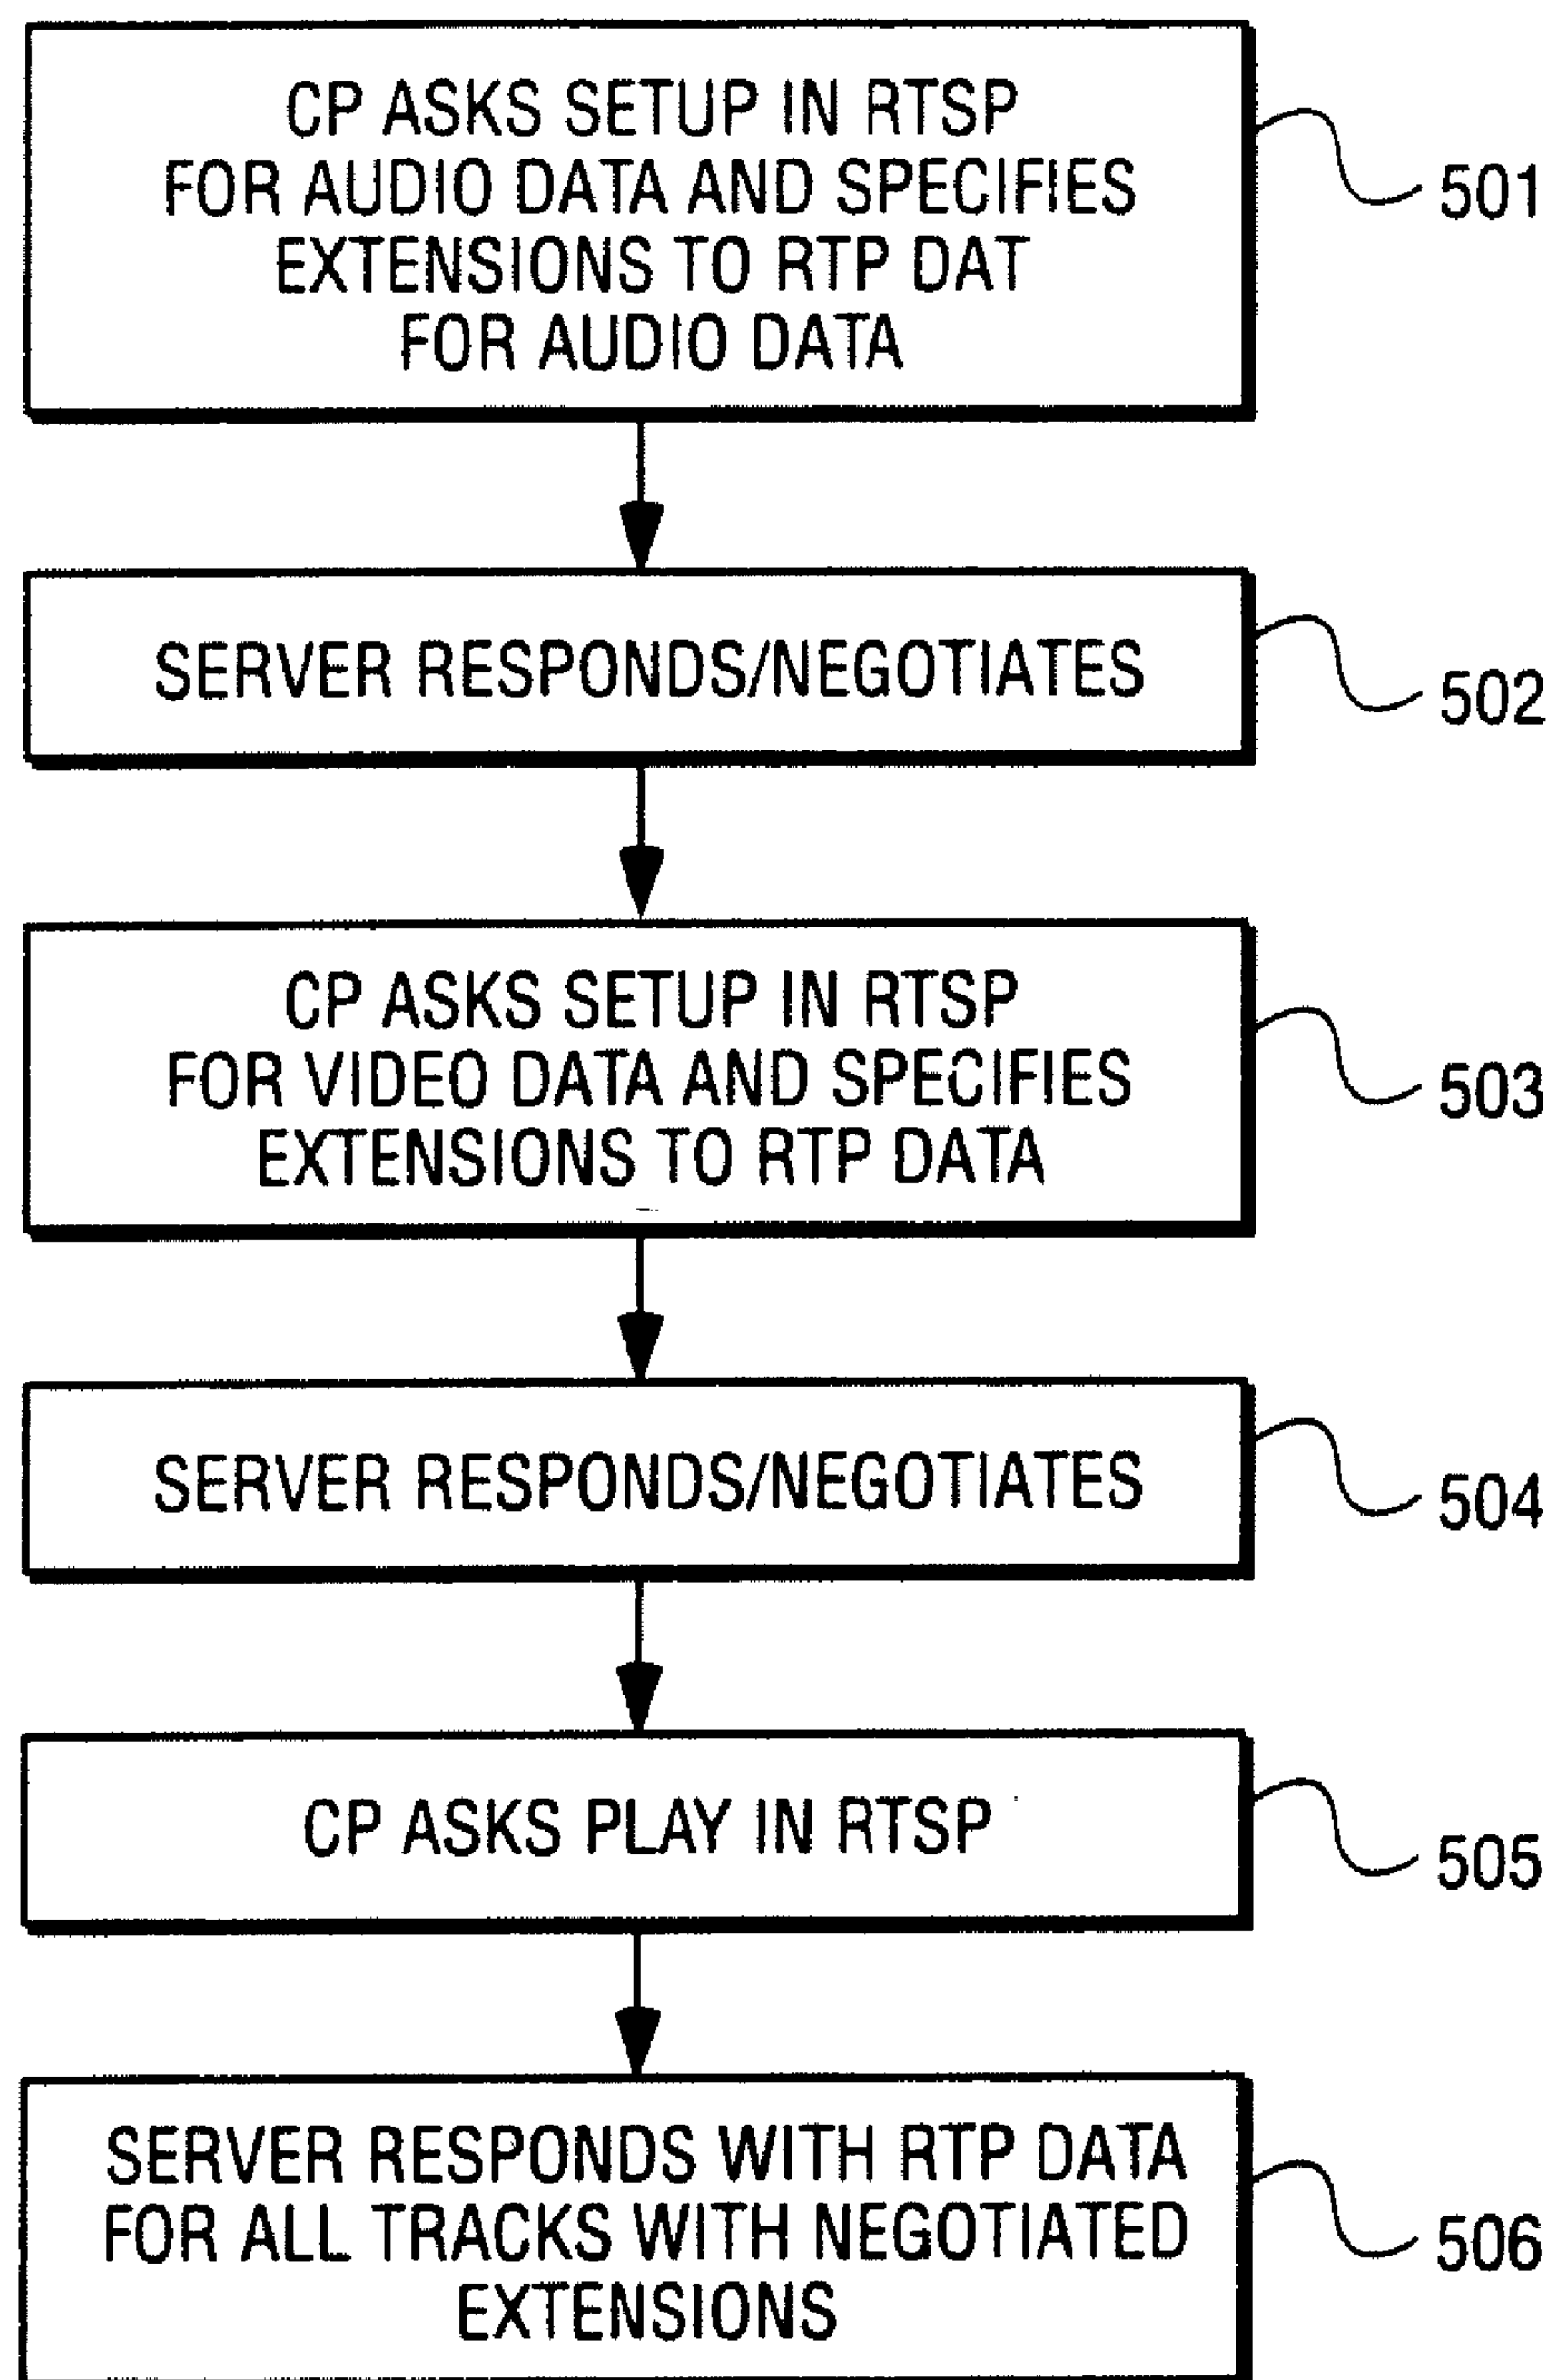 CP ASKS SETUP IN RTSP
FOR AUDIO DATA AND SPECIFIES
EXTENSIONS TO RTP DAT
FOR AUDIO DATA
501
SERVER RESPONDS/NEGOTIATES
502
CP ASKS SETUP IN RTSP
FOR VIDEO DATA AND SPECIFIES
EXTENSIONS TO RTP DATA
503
SERVER RESPONDS/NEGOTIATES
504
CP ASKS PLAY IN RTSP
505
SERVER RESPONDS WITH RTP DATA
FOR ALL TRACKS WITH NEGOTIATED
EXTENSIONS
506